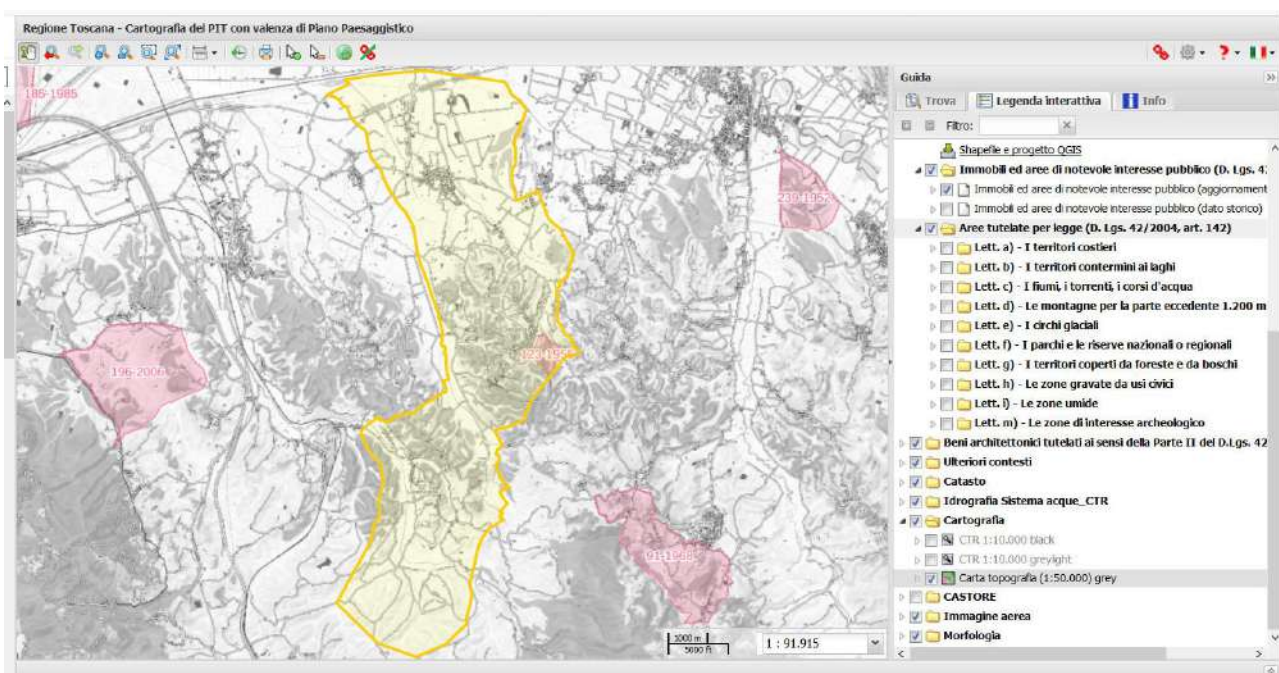 Regione Toscana - Cartografia del PIT con valenza di Piano Paesaggistico
185-1985
239-1952
196-2006
91-1968
1000 m
5000 ft
1 : 91.915
Guida
Trova
Legenda interattiva
Info
Filtro:
Shapefile e progetto QGIS
Immobili ed aree di notevole interesse pubblico (D. Lgs. 4
Immobili ed aree di notevole interesse pubblico (aggiornament
Immobili ed aree di notevole interesse pubblico (dato storico)
Aree tutelate per legge (D. Lgs. 42/2004, art. 142)
Lett. a) - I territori costieri
Lett. b) - I territori contermini ai laghi
Lett. c) - I fiumi, i torrenti, i corsi d'acqua
Lett. d) - Le montagne per la parte eccedente 1.200 m
Lett. e) - I circhi glaciali
Lett. f) - I parchi e le riserve nazionali o regionali
Lett. g) - I territori coperti da foreste e da boschi
Lett. h) - Le zone gravate da usi civici
Lett. i) - Le zone umide
Lett. m) - Le zone di interesse archeologico
Beni architettonici tutelati ai sensi della Parte II del D.Lgs. 42
Ulteriori contesti
Catasto
Idrografia Sistema acque_CTR
Cartografia
CTR 1:10.000 black
CTR 1:10.000 greylight
Carta topografia (1:50.000) grey
CASTORE
Immagine aerea
Morfologia